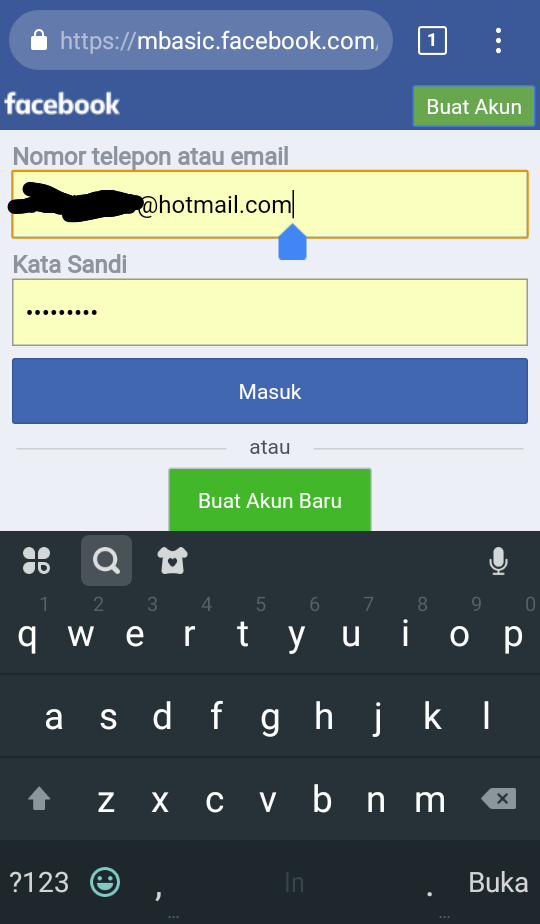 https://mbasic.facebook.com/
1
facebook
Buat Akun
Nomor telepon atau email
@hotmail.com
Kata Sandi
•••••••••
Masuk
atau
Buat Akun Baru
1 2 3 4 5 6 7 8 9 0
q w e r t y u i o p
a s d f g h j k l
z x c v b n m
?123 , In . Buka